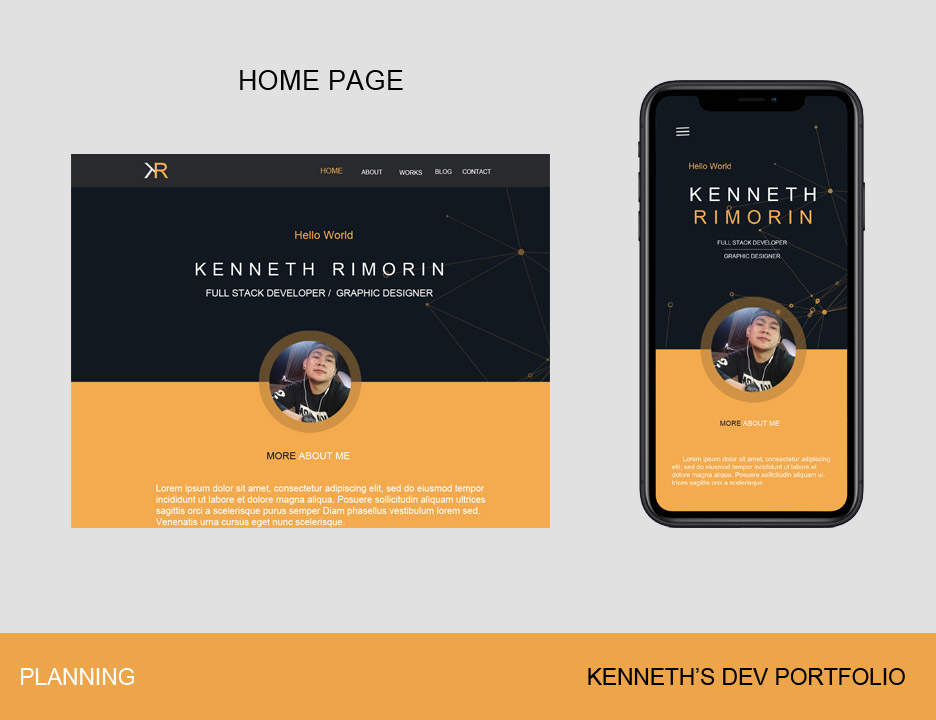 HOME PAGE
KR
HOME ABOUT WORKS BLOG CONTACT
Hello World
KENNETH RIMORIN
FULL STACK DEVELOPER / GRAPHIC DESIGNER
MORE ABOUT ME
Lorem ipsum dolor sit amet, consectetur adipiscing elit, sed do eiusmod tempor
incididunt ut labore et dolore magna aliqua. Posuere sollicitudin aliquam ultrices
sagittis orci a scelerisque purus semper Diam phasellus vestibulum lorem sed.
Venenatis urna cursus eget nunc scelerisque.
Hello World
KENNETH
RIMORIN
FULL STACK DEVELOPER
GRAPHIC DESIGNER
MORE ABOUT ME
Lorem ipsum dolor sit amet, consectetur adipiscing
elit, sed do eiusmod tempor incididunt ut labore et
dolore magna aliqua. Posuere sollicitudin aliquam ul-
trices sagittis orci a scelerisque
PLANNING
KENNETH'S DEV PORTFOLIO